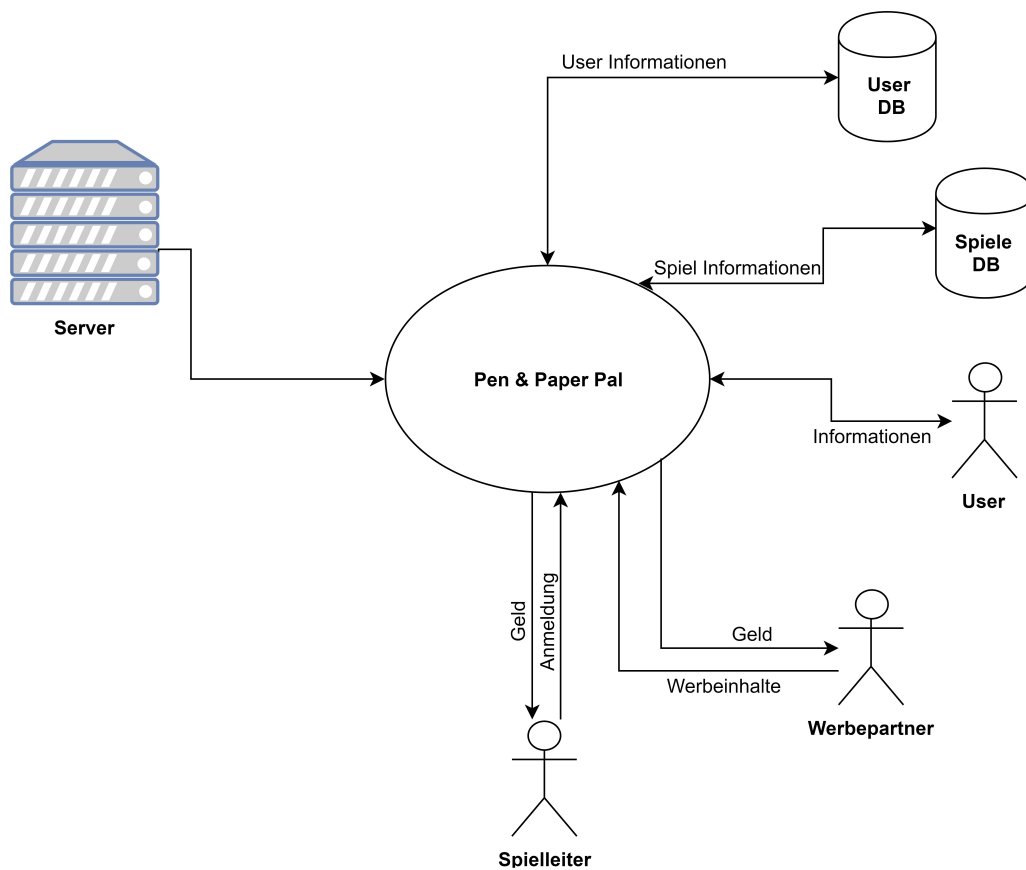 User Informationen
User
DB
Spiel Informationen
Spiele
DB
Server
Pen & Paper Pal
Informationen
User
Geld
Anmeldung
Geld
Werbeinhalte
Werbepartner
Spielleiter